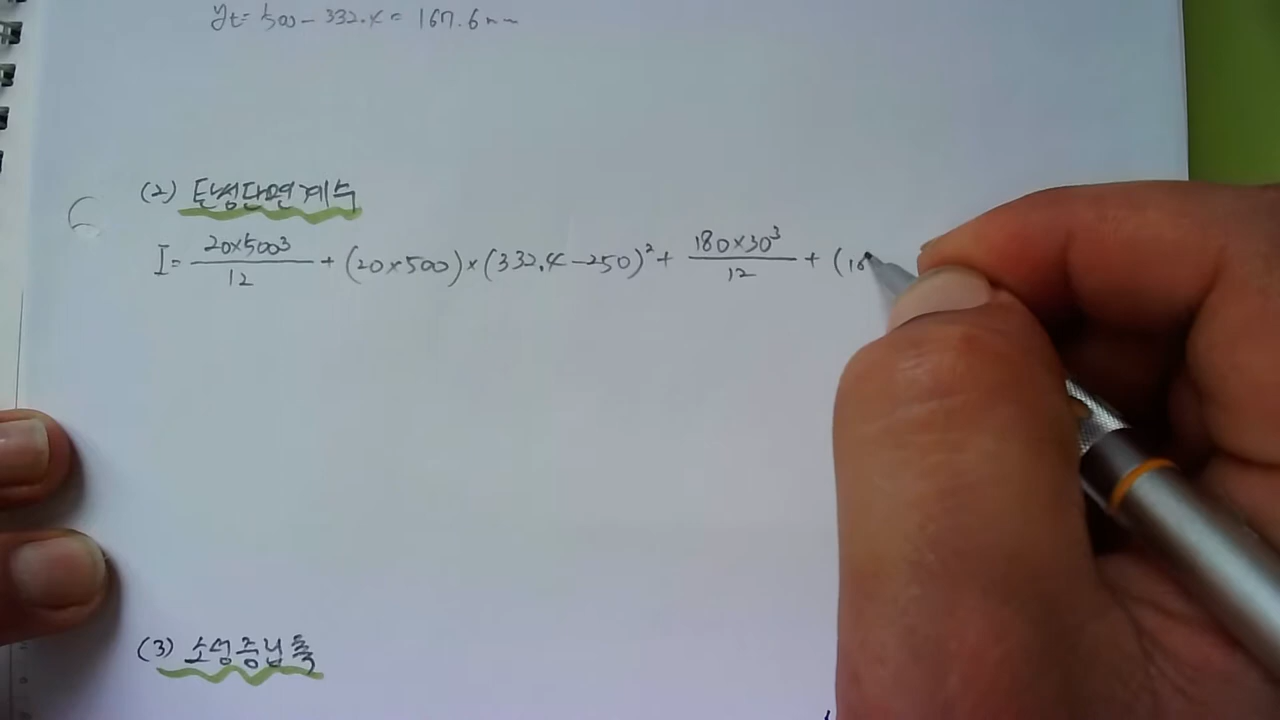 yt= 500 - 332.4 = 167.6mm
(2) 탄성단면계수
I = 20×500³/12 + (20×500)×(332.4-250)² + 180×30³/12 + (18
(3) 소성중립축